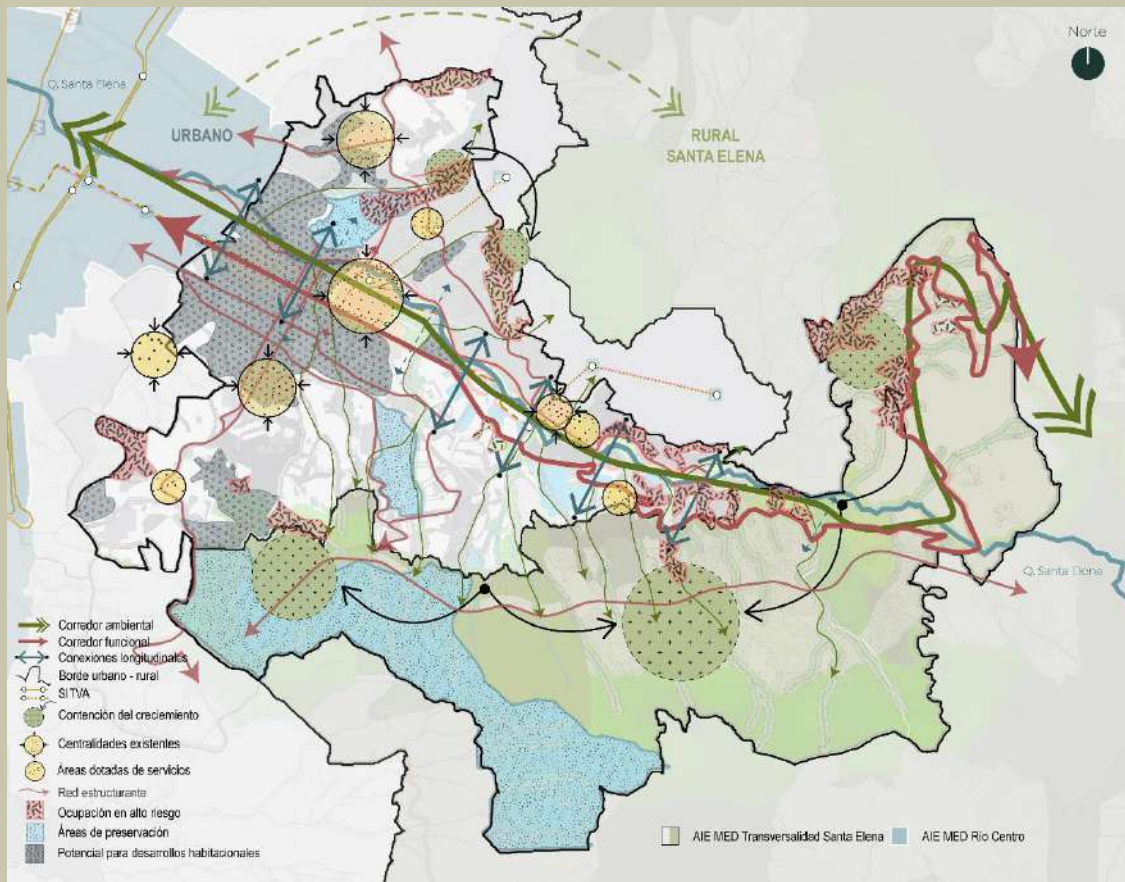 Norte
Q. Santa Elena
URBANO
RURAL
SANTA ELENA
Q. Santa Elena
Corredor ambiental
Corredor funcional
Conexiones longitudinales
Borde urbano - rural
SITVA
Contención del creciemiento
Centralidades existentes
Áreas dotadas de servicios
Red estructurante
Ocupación en alto riesgo
Áreas de preservación
Potencial para desarrollos habitacionales
AIE MED Transversalidad Santa Elena
AIE MED Río Centro